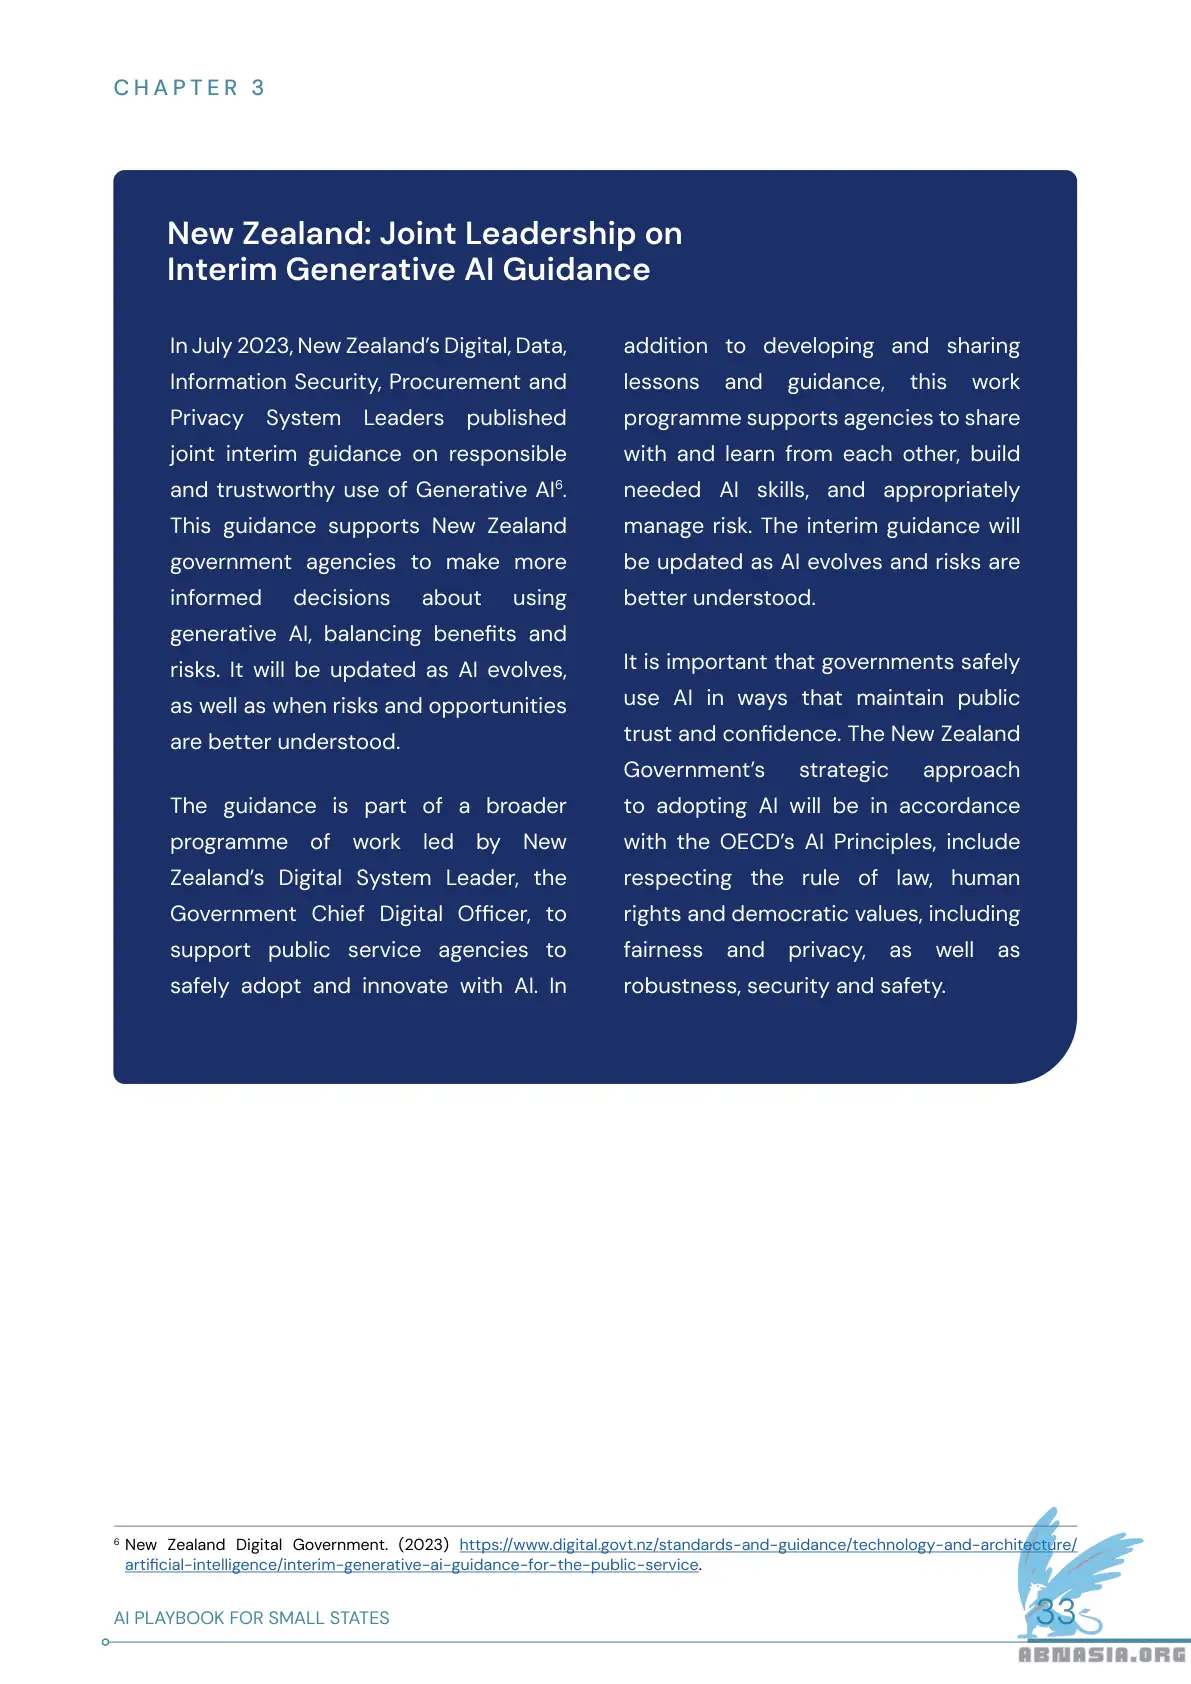 CHAPTER 3
New Zealand: Joint Leadership on
Interim Generative AI Guidance
In July 2023, New Zealand’s Digital, Data,
Information Security, Procurement and
Privacy System Leaders published
joint interim guidance on responsible
and trustworthy use of Generative AI⁶.
This guidance supports New Zealand
government agencies to make more
informed decisions about using
generative AI, balancing benefits and
risks. It will be updated as AI evolves,
as well as when risks and opportunities
are better understood.
The guidance is part of a broader
programme of work led by New
Zealand’s Digital System Leader, the
Government Chief Digital Officer, to
support public service agencies to
safely adopt and innovate with AI. In
addition to developing and sharing
lessons and guidance, this work
programme supports agencies to share
with and learn from each other, build
needed AI skills, and appropriately
manage risk. The interim guidance will
be updated as AI evolves and risks are
better understood.
It is important that governments safely
use AI in ways that maintain public
trust and confidence. The New Zealand
Government’s strategic approach
to adopting AI will be in accordance
with the OECD’s AI Principles, include
respecting the rule of law, human
rights and democratic values, including
fairness and privacy, as well as
robustness, security and safety.
⁶ New Zealand Digital Government. (2023) https://www.digital.govt.nz/standards-and-guidance/technology-and-architecture/
artificial-intelligence/interim-generative-ai-guidance-for-the-public-service.
AI PLAYBOOK FOR SMALL STATES
33
ABNASIA.ORG